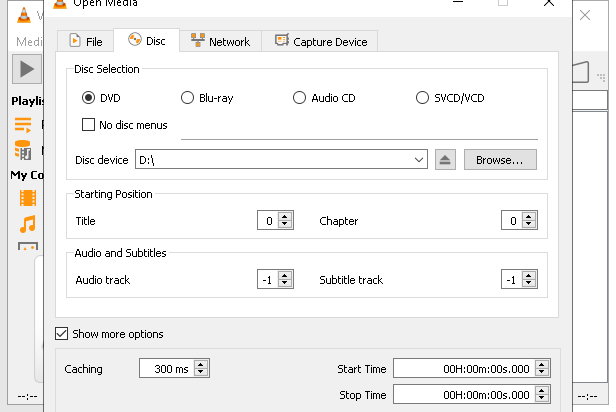 Open Media
Medi
File
Disc
Network
Capture Device
Disc Selection
DVD
Blu-ray
Audio CD
SVCD/VCD
No disc menus
Disc device
D:\
Browse...
Starting Position
Title
0
Chapter
0
Audio and Subtitles
Audio track
-1
Subtitle track
-1
Show more options
Caching
300 ms
Start Time
00H:00m:00s.000
Stop Time
00H:00m:00s.000
Playlis
My Co
--:--
--:--